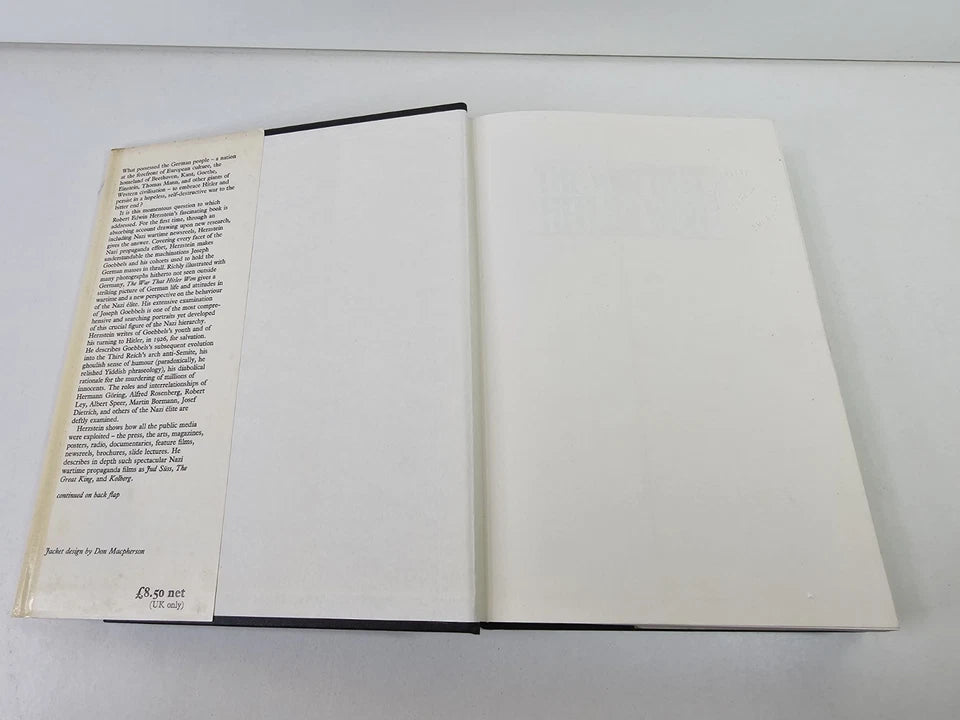 What possessed the German people – a nation
at the forefront of European culture, the
homeland of Beethoven, Kant, Goethe,
Einstein, Thomas Mann, and other giants of
Western civilisation – to embrace Hitler and
persist in a hopeless, self-destructive war to the
bitter end?
It is this momentous question to which
Robert Edwin Herzstein's fascinating book is
addressed. For the first time, through an
absorbing account drawing upon new research,
including Nazi wartime newsreels, Herzstein
gives the answer. Covering every facet of the
Nazi propaganda effort, Herzstein makes
understandable the machinations Joseph
Goebbels and his cohorts used to hold the
German masses in thrall. Richly illustrated with
many photographs hitherto not seen outside
Germany, The War That Hitler Won gives a
striking picture of German life and attitudes in
wartime and a new perspective on the behaviour
of the Nazi élite. His extensive examination
of Joseph Goebbels is one of the most compre-
hensive and searching portraits yet developed
of this crucial figure of the Nazi hierarchy.
Herzstein writes of Goebbels's youth and of
his turning to Hitler, in 1926, for salvation.
He describes Goebbels's subsequent evolution
into the Third Reich's arch anti-Semite, his
ghoulish sense of humour (paradoxically, he
relished Yiddish phraseology), his diabolical
rationale for the murdering of millions of
innocents. The roles and interrelationships of
Hermann Göring, Alfred Rosenberg, Robert
Ley, Albert Speer, Martin Bormann, Josef
Dietrich, and others of the Nazi élite are
deftly examined.
Herzstein shows how all the public media
were exploited – the press, the arts, magazines,
posters, radio, documentaries, feature films,
newsreels, brochures, slide lectures. He
describes in depth such spectacular Nazi
wartime propaganda films as Jud Süss, The
Great King, and Kolberg.
continued on back flap
Jacket design by Don Macpherson
£8.50 net
(UK only)